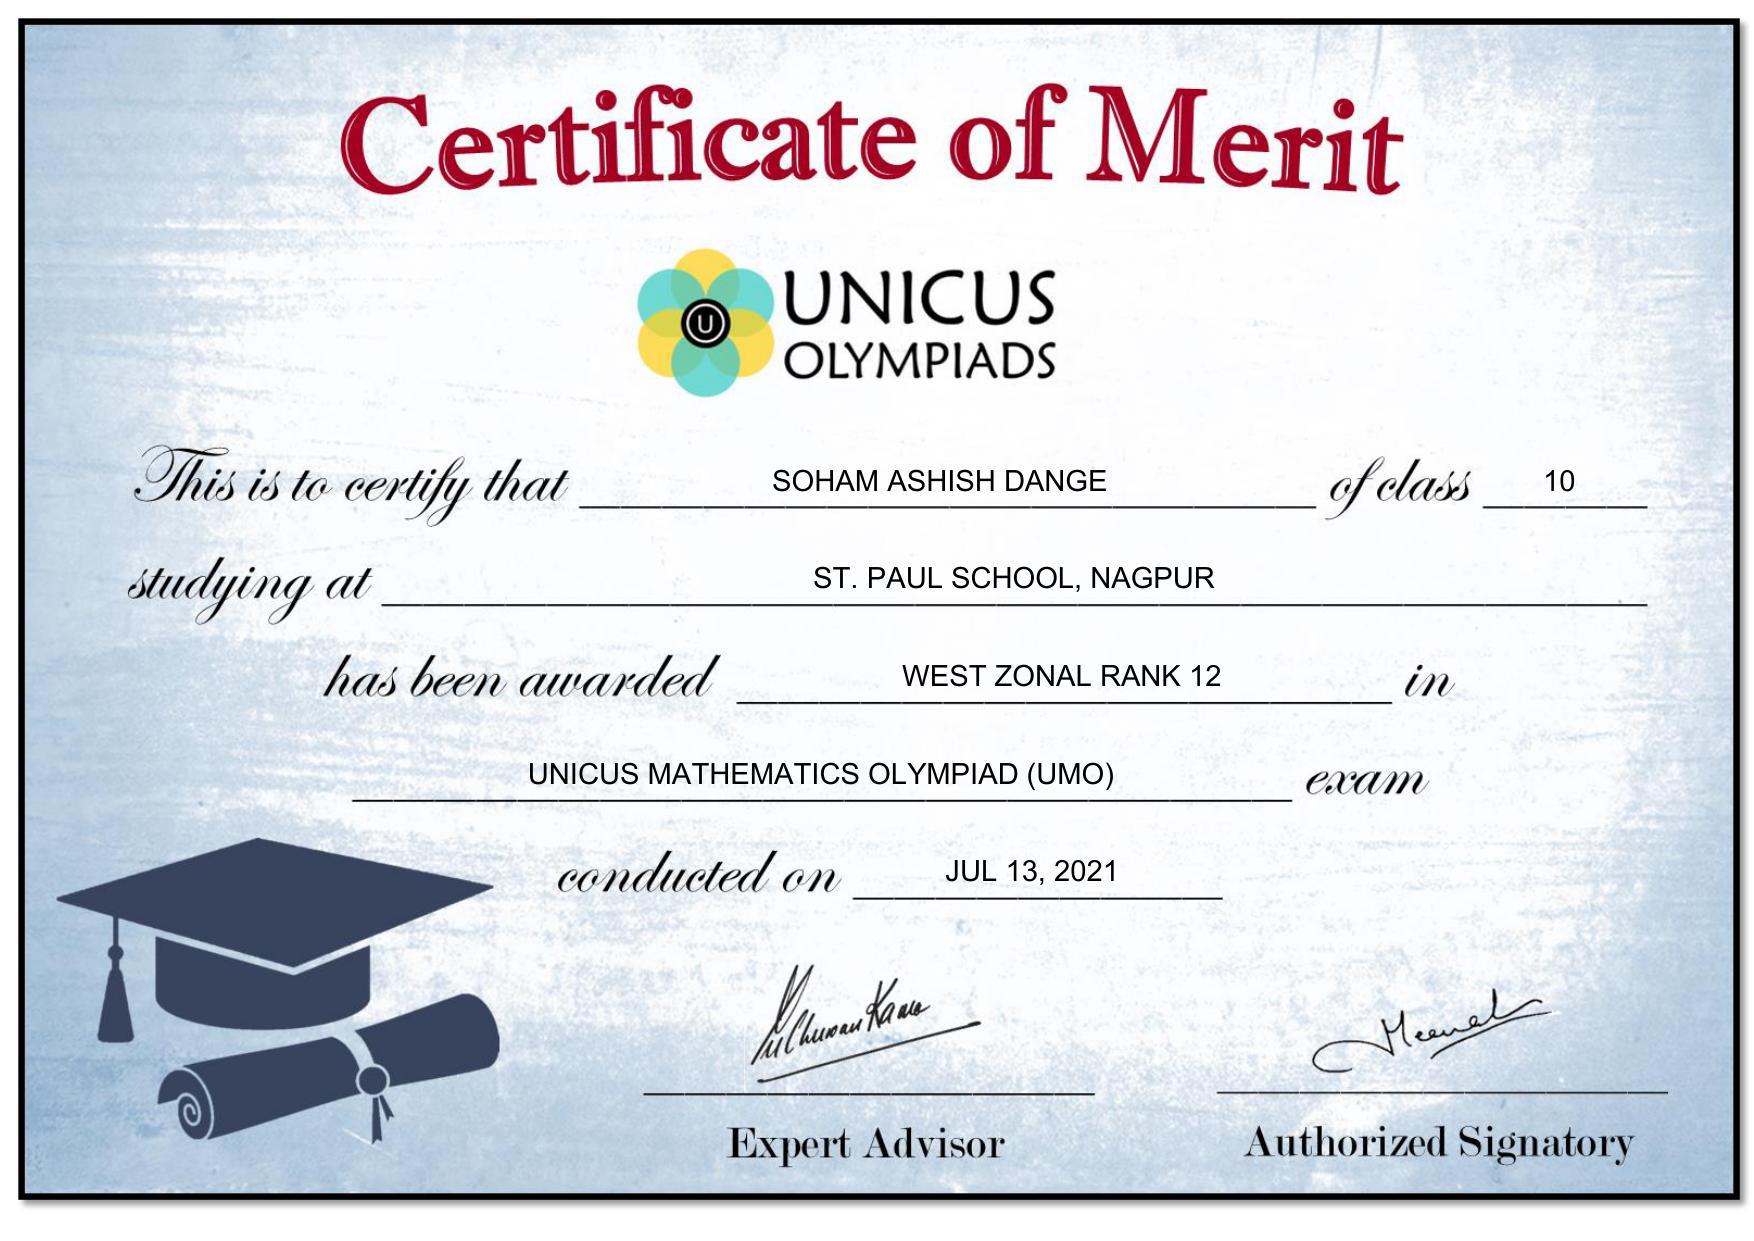 Certificate of Merit
U
UNICUS
OLYMPIADS
This is to certify that SOHAM ASHISH DANGE of class 10
studying at ST. PAUL SCHOOL, NAGPUR
has been awarded WEST ZONAL RANK 12 in
UNICUS MATHEMATICS OLYMPIAD (UMO) exam
conducted on JUL 13, 2021
Expert Advisor Authorized Signatory